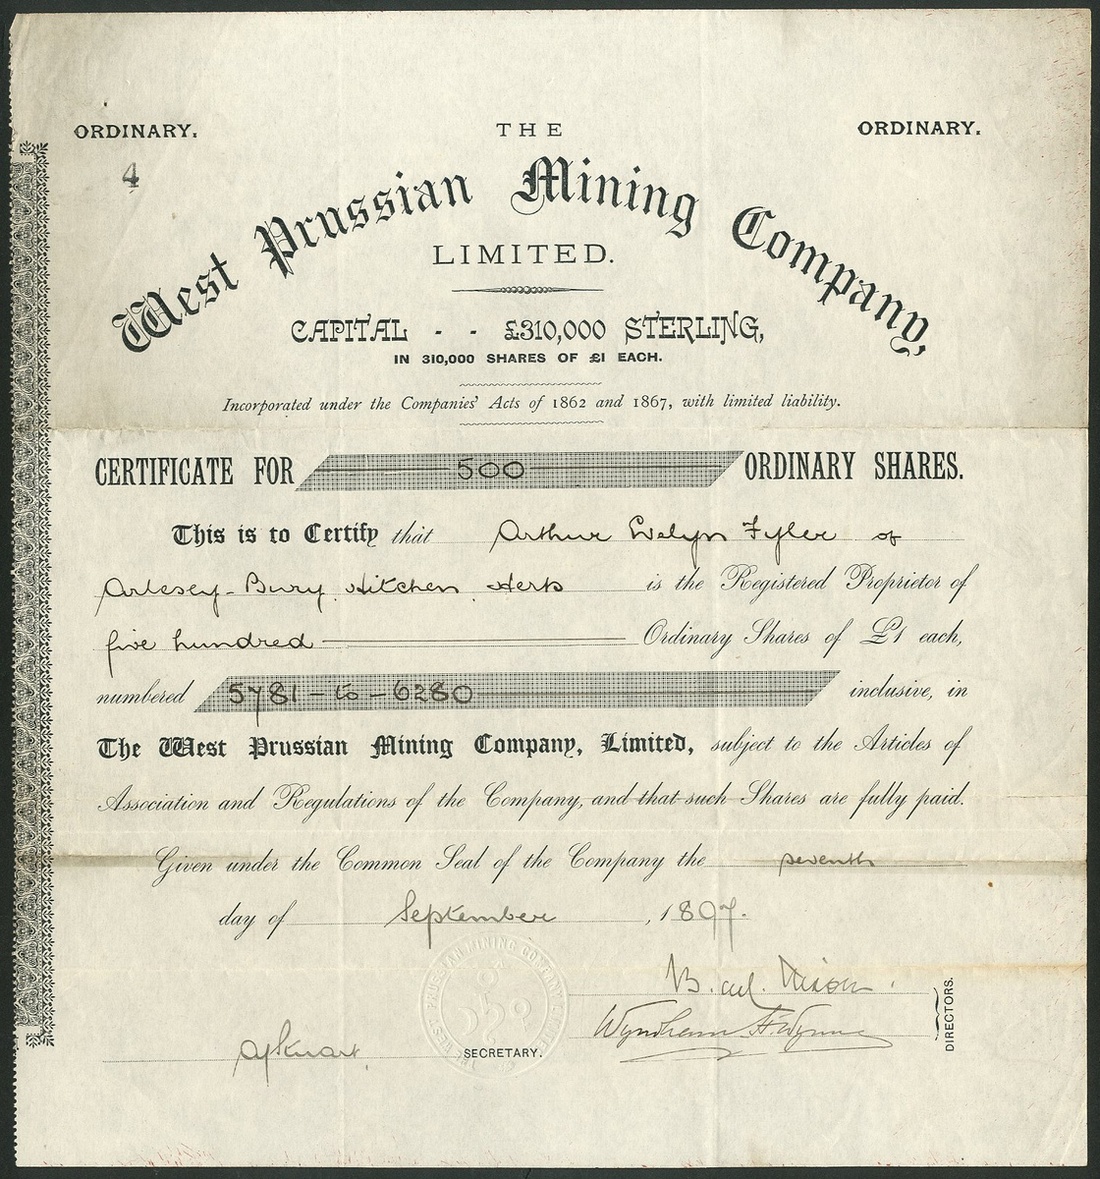 ORDINARY. THE ORDINARY.
4
West Prussian Mining Company,
LIMITED.
CAPITAL - - £310,000 STERLING,
IN 310,000 SHARES OF £1 EACH.
Incorporated under the Companies' Acts of 1862 and 1867, with limited liability.
CERTIFICATE FOR 500 ORDINARY SHARES.
This is to Certify that Arthur Evelyn Fyler of
Arlesey-Bury Hitchen Herts is the Registered Proprietor of
five hundred Ordinary Shares of £1 each,
numbered 5781 - to - 6280 inclusive, in
The West Prussian Mining Company, Limited, subject to the Articles of
Association and Regulations of the Company, and that such Shares are fully paid.
Given under the Common Seal of the Company the seventh
day of September, 1897.
Wyndham F. Wynne
DIRECTORS.
SECRETARY.